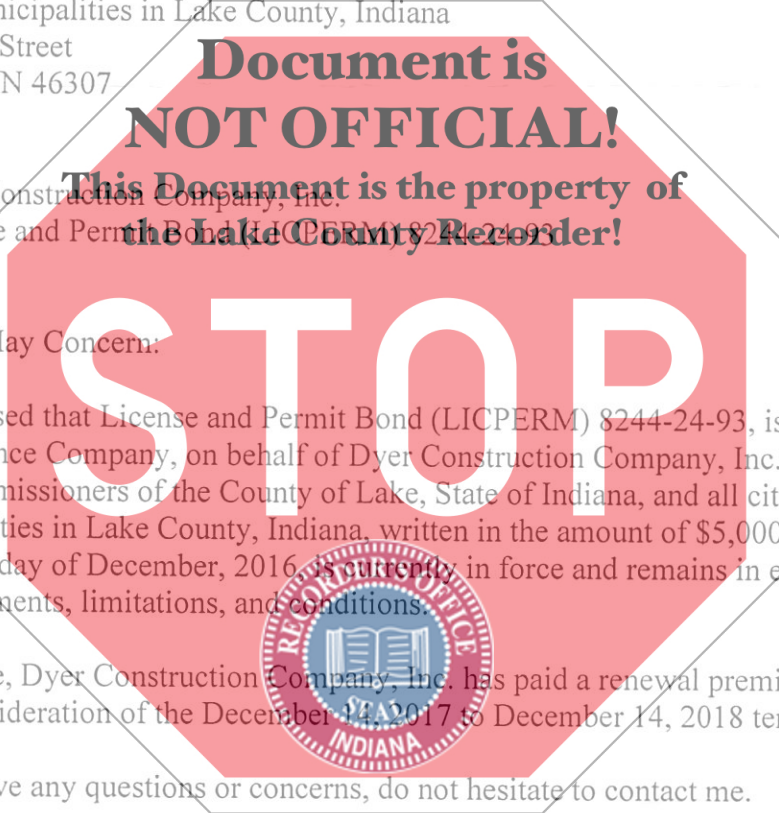 nicipalities in Lake County, Indiana
Street
N 46307
Document is
NOT OFFICIAL!
This Document is the property of
the Lake County Recorder!
onstruction Company, Inc.
e and Permit Bond (LICPERM) 8244-24-93
May Concern:
STOP
sed that License and Permit Bond (LICPERM) 8244-24-93, is
nce Company, on behalf of Dyer Construction Company, Inc.
missioners of the County of Lake, State of Indiana, and all cit
ties in Lake County, Indiana, written in the amount of $5,000
day of December, 2016, is currently in force and remains in e
ments, limitations, and conditions.
e, Dyer Construction Company, Inc. has paid a renewal premi
sideration of the December 14, 2017 to December 14, 2018 ter
ve any questions or concerns, do not hesitate to contact me.
RECORDER'S OFFICE
SEAL
INDIANA